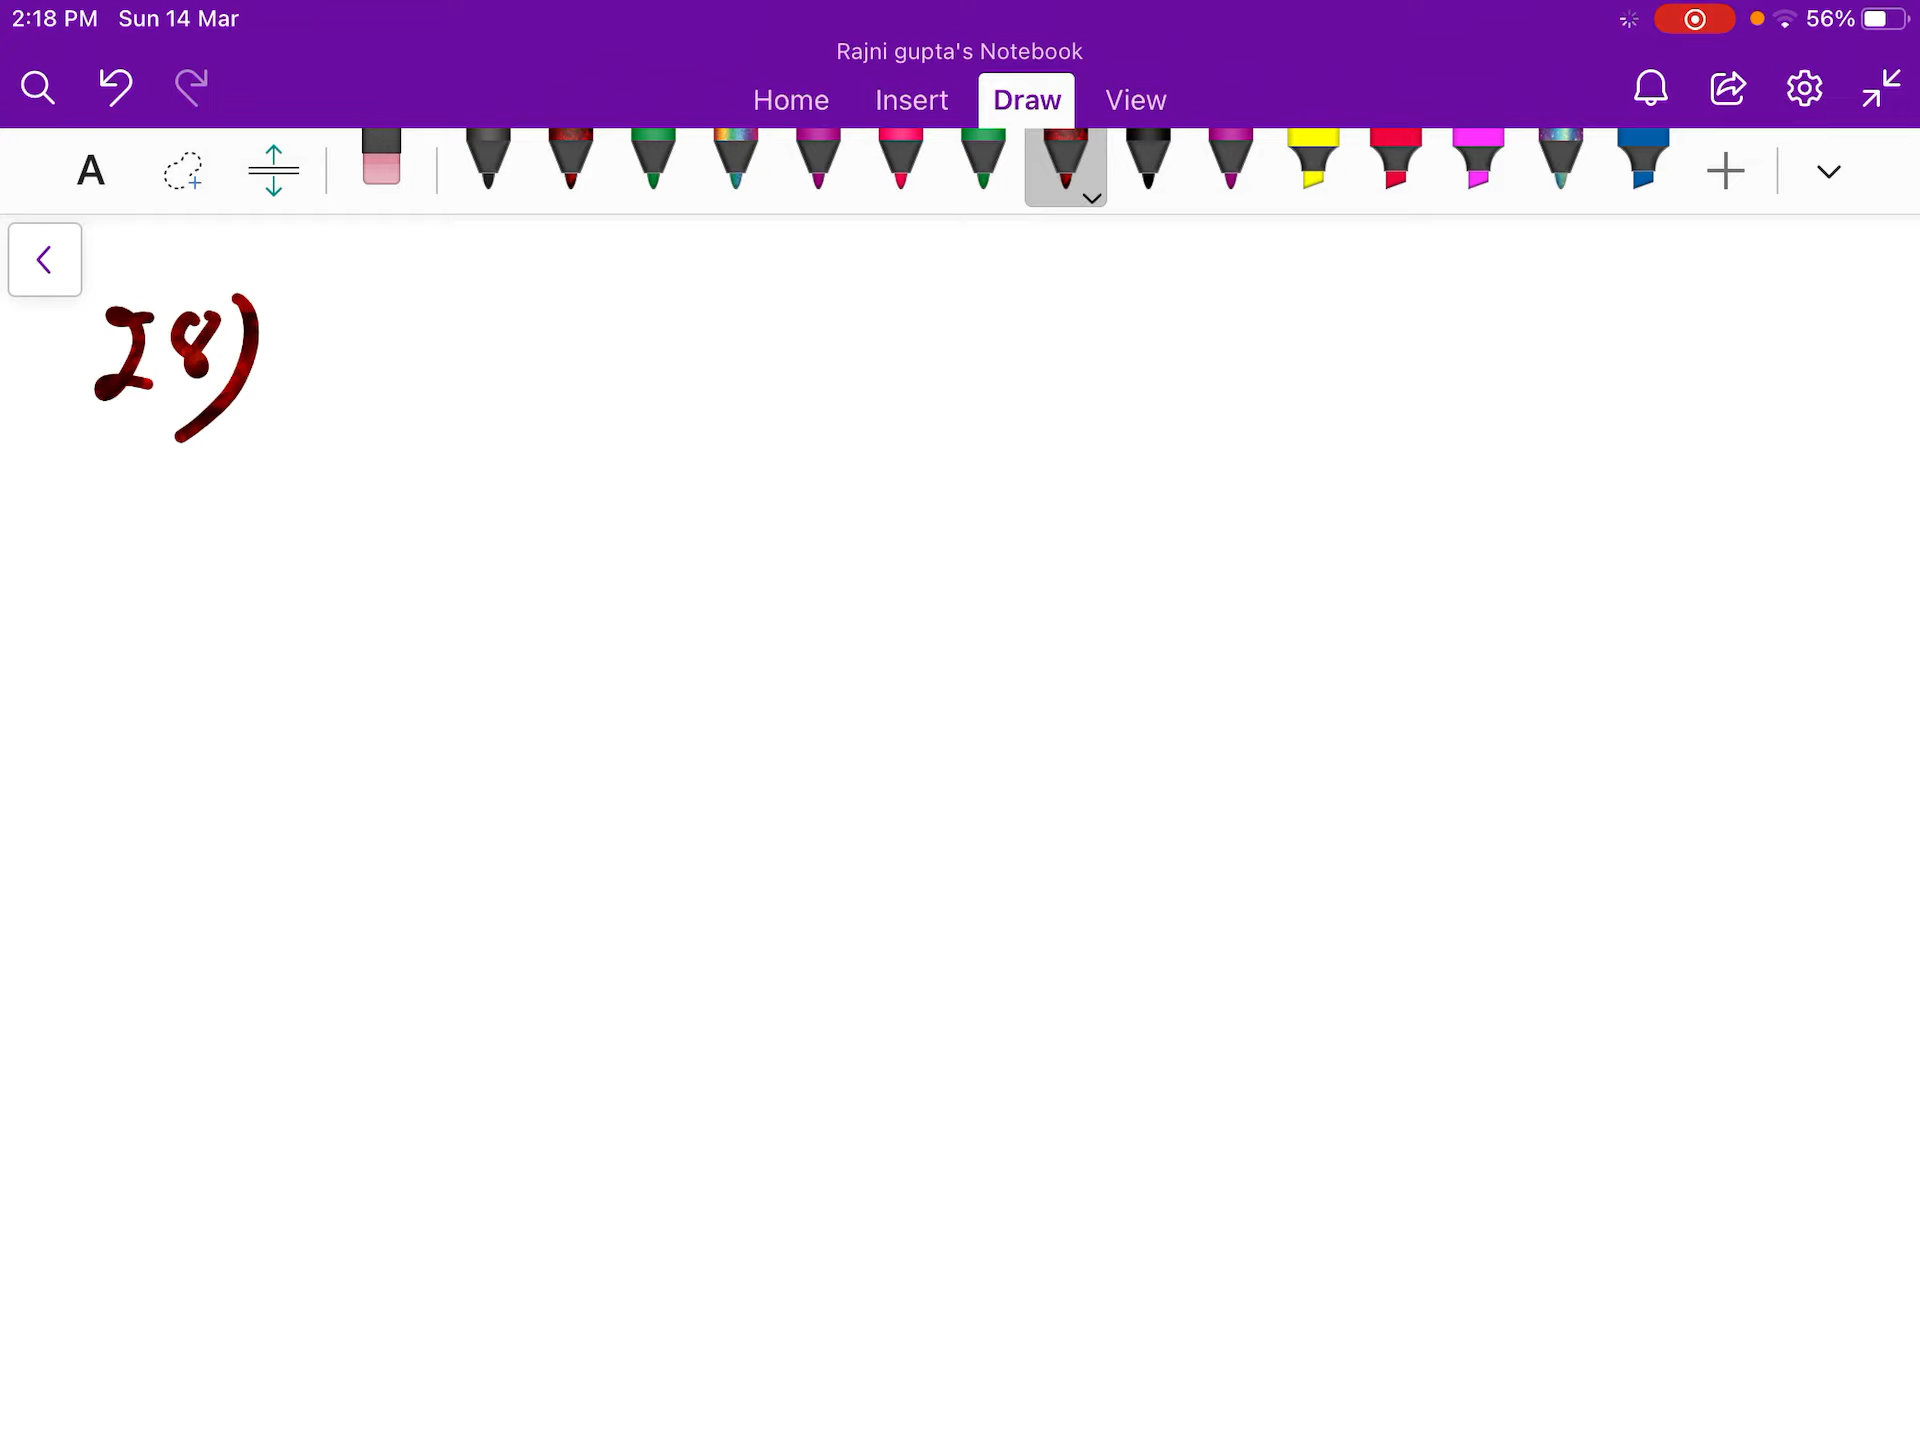 2:18 PM Sun 14 Mar 56%
Rajni gupta's Notebook
Home Insert Draw View
A
28)